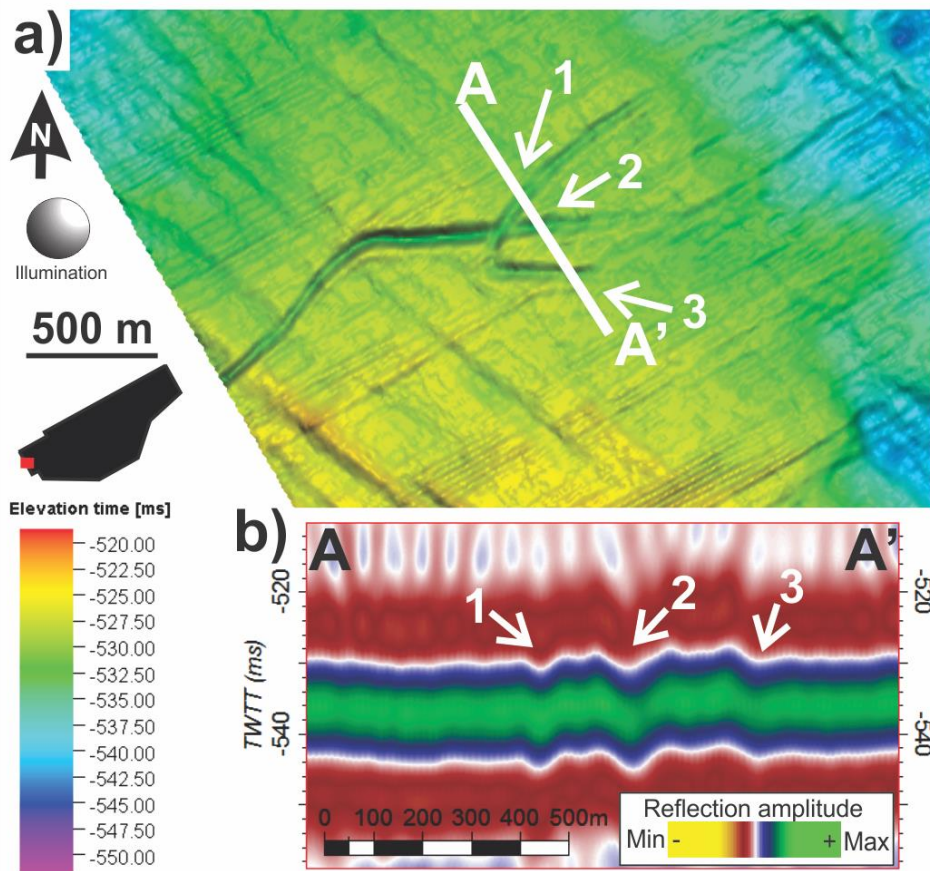 a)
A
1
N
2
Illumination
500 m
A' 3
Elevation time [ms]
-520.00
-522.50
-525.00
-527.50
-530.00
-532.50
-535.00
-537.50
-540.00
-542.50
-545.00
-547.50
-550.00
b) A A'
-520 -520
1 2 3
TWTT (ms)
-540 -540
0 100 200 300 400 500m
Reflection amplitude
Min - + Max